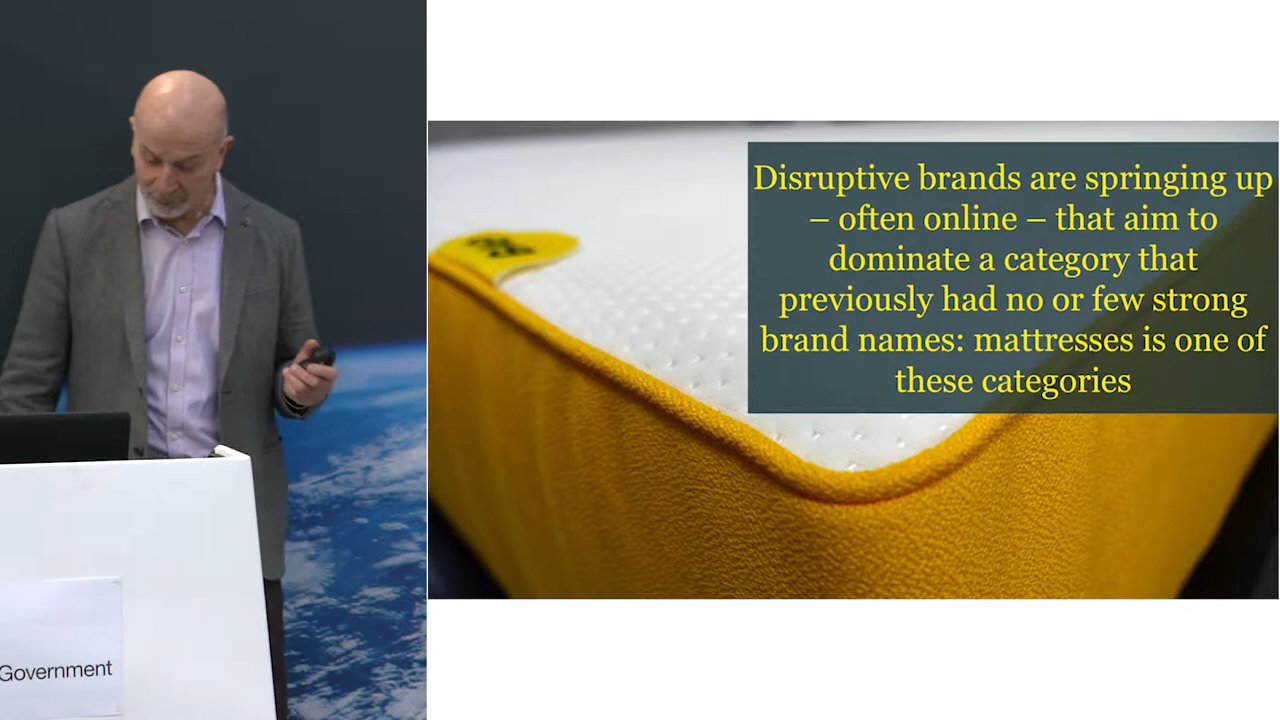 Disruptive brands are springing up
– often online – that aim to
dominate a category that
previously had no or few strong
brand names: mattresses is one of
these categories
Government